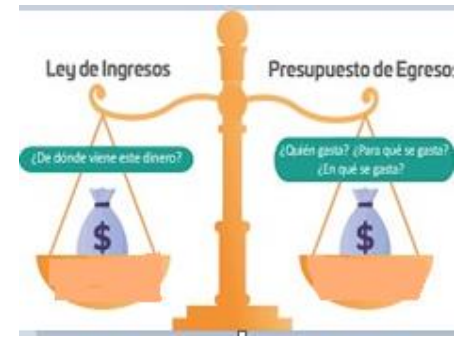 Ley de Ingresos
Presupuesto de Egresos
¿De dónde viene este dinero?
¿Quién gasta? ¿Para qué se gasta?
¿En qué se gasta?
$
$